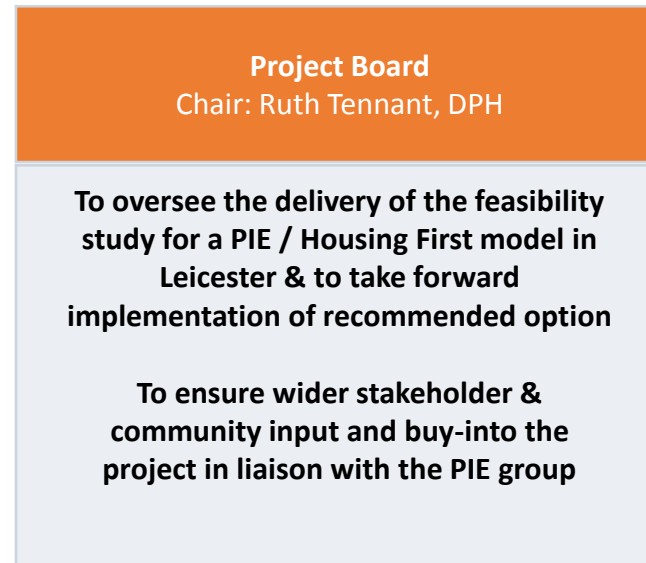 Project Board
Chair: Ruth Tennant, DPH
To oversee the delivery of the feasibility
study for a PIE / Housing First model in
Leicester & to take forward
implementation of recommended option
To ensure wider stakeholder &
community input and buy-into the
project in liaison with the PIE group